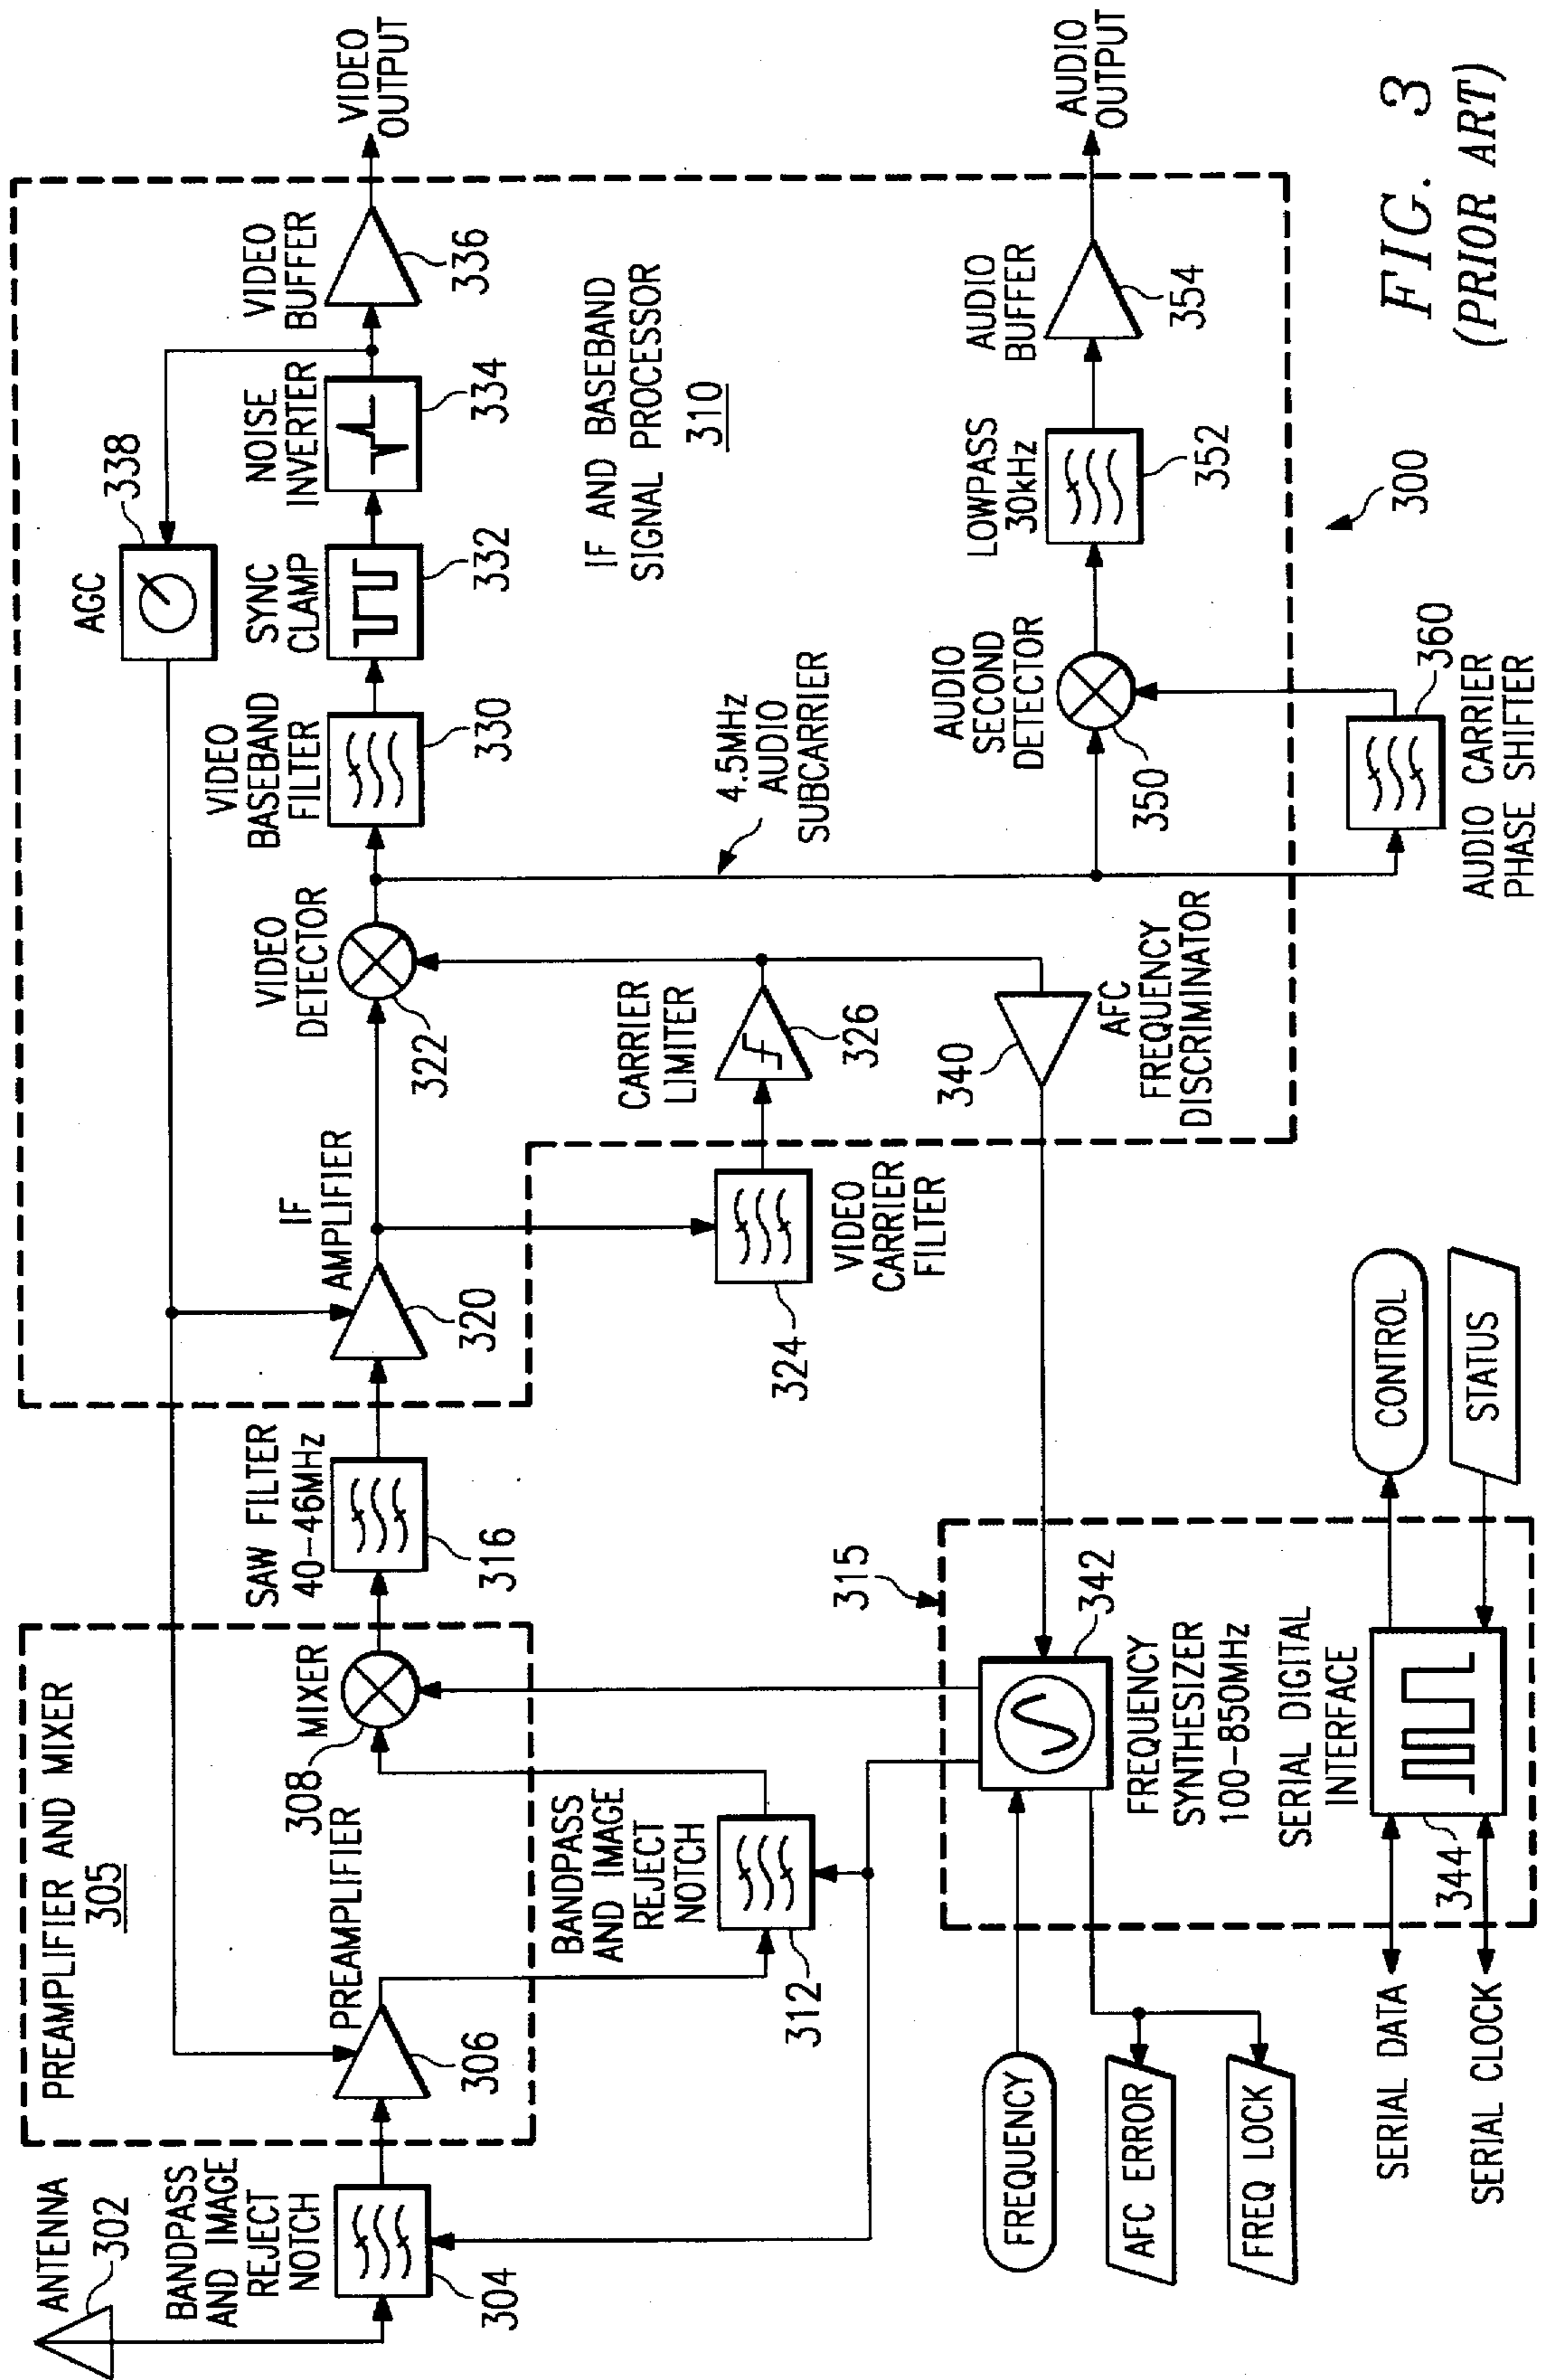 ANTENNA
302
BANDPASS
AND IMAGE
REJECT
NOTCH
304
PREAMPLIFIER AND MIXER
305
PREAMPLIFIER
306
MIXER
308
BANDPASS
AND IMAGE
REJECT
NOTCH
312
SAW FILTER
40-46MHz
316
IF
AMPLIFIER
320
VIDEO
DETECTOR
322
VIDEO
BASEBAND
FILTER
330
SYNC
CLAMP
332
NOISE
INVERTER
334
VIDEO
BUFFER
336
VIDEO
OUTPUT
AGC
338
IF AND BASEBAND
SIGNAL PROCESSOR
310
VIDEO
CARRIER
FILTER
324
CARRIER
LIMITER
326
340
AFC
FREQUENCY
DISCRIMINATOR
4.5MHz
AUDIO
SUBCARRIER
AUDIO
SECOND
DETECTOR
350
LOWPASS
30kHz
352
AUDIO
BUFFER
354
AUDIO
OUTPUT
360
AUDIO CARRIER
PHASE SHIFTER
300
315
342
FREQUENCY
SYNTHESIZER
100-850MHz
SERIAL DIGITAL
INTERFACE
344
FREQUENCY
AFC ERROR
FREQ LOCK
SERIAL DATA
SERIAL CLOCK
CONTROL
STATUS
FIG. 3
(PRIOR ART)